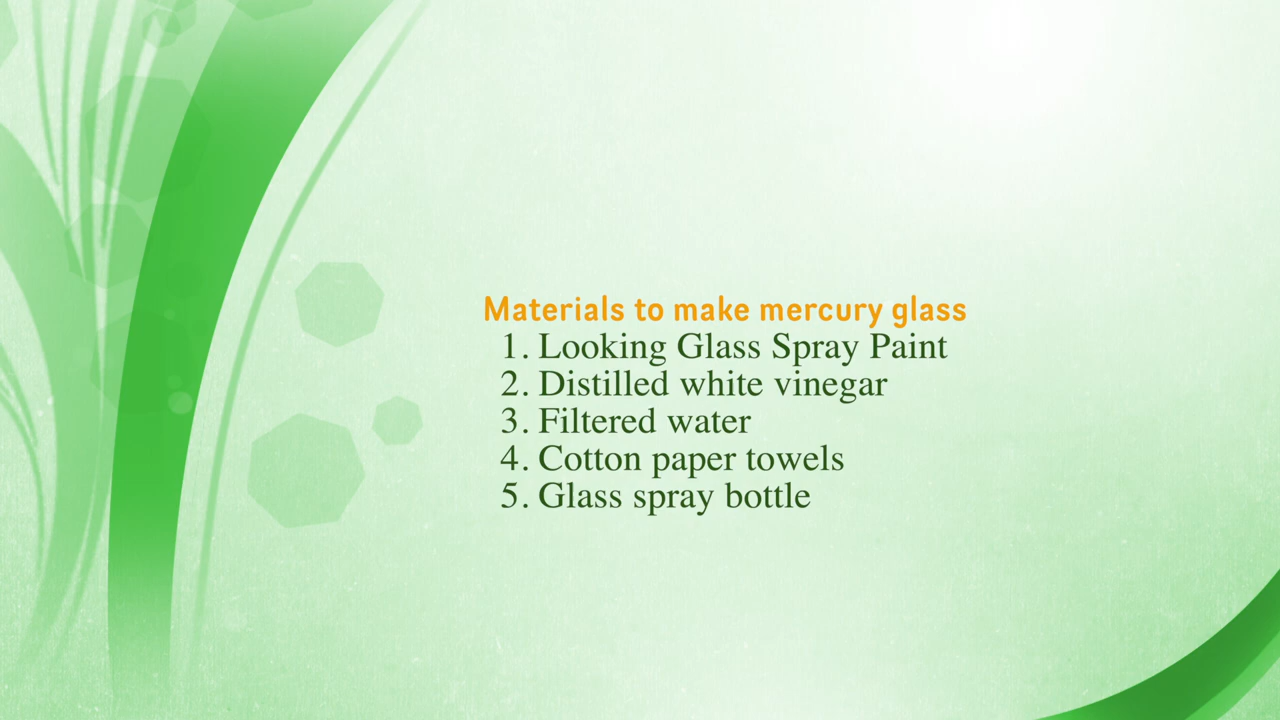 Materials to make mercury glass
1. Looking Glass Spray Paint
2. Distilled white vinegar
3. Filtered water
4. Cotton paper towels
5. Glass spray bottle